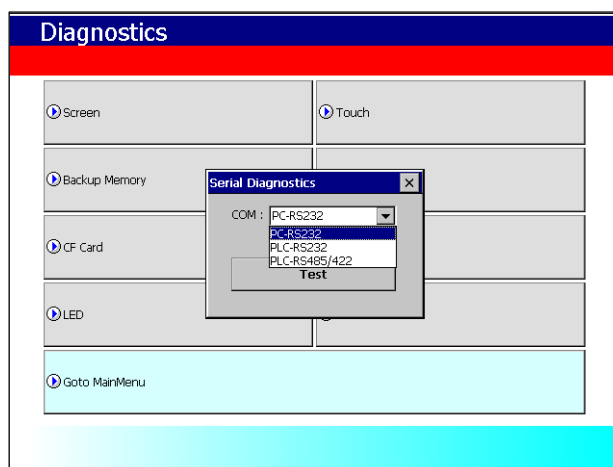 Diagnostics
Screen
Touch
Backup Memory
Serial Diagnostics
COM : PC-RS232
PC-RS232
PLC-RS232
PLC-RS485/422
Test
CF Card
LED
Goto MainMenu